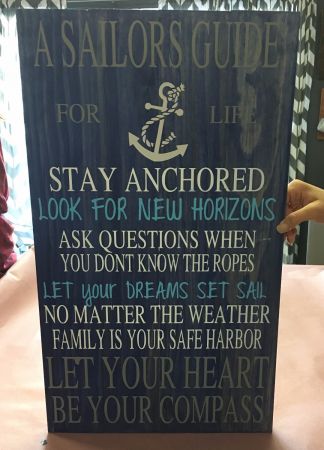 A SAILORS GUIDE
FOR LIFE
STAY ANCHORED
LOOK FOR NEW HORIZONS
ASK QUESTIONS WHEN
YOU DONT KNOW THE ROPES
LET your DREAMS SET SAIL
NO MATTER THE WEATHER
FAMILY IS YOUR SAFE HARBOR
LET YOUR HEART
BE YOUR COMPASS